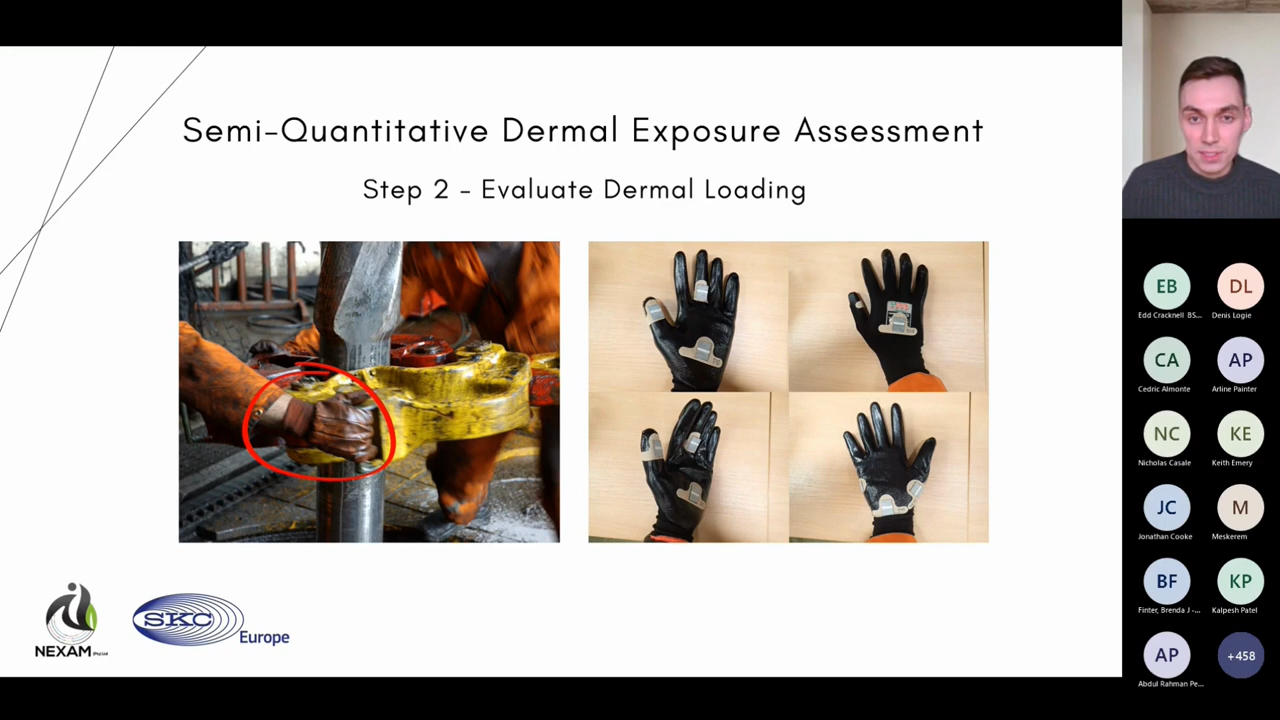 Semi-Quantitative Dermal Exposure Assessment
Step 2 - Evaluate Dermal Loading
NEXAM (Pty) Ltd
SKC
Europe
EB
DL
Edd Cracknell BS...
Denis Logie
CA
AP
Cedric Almonte
Arline Painter
NC
KE
Nicholas Casale
Keith Emery
JC
M
Jonathan Cooke
Meskerem
BF
KP
Finter, Brenda J -...
Kalpesh Patel
AP
+458
Abdul Rahman Pe...